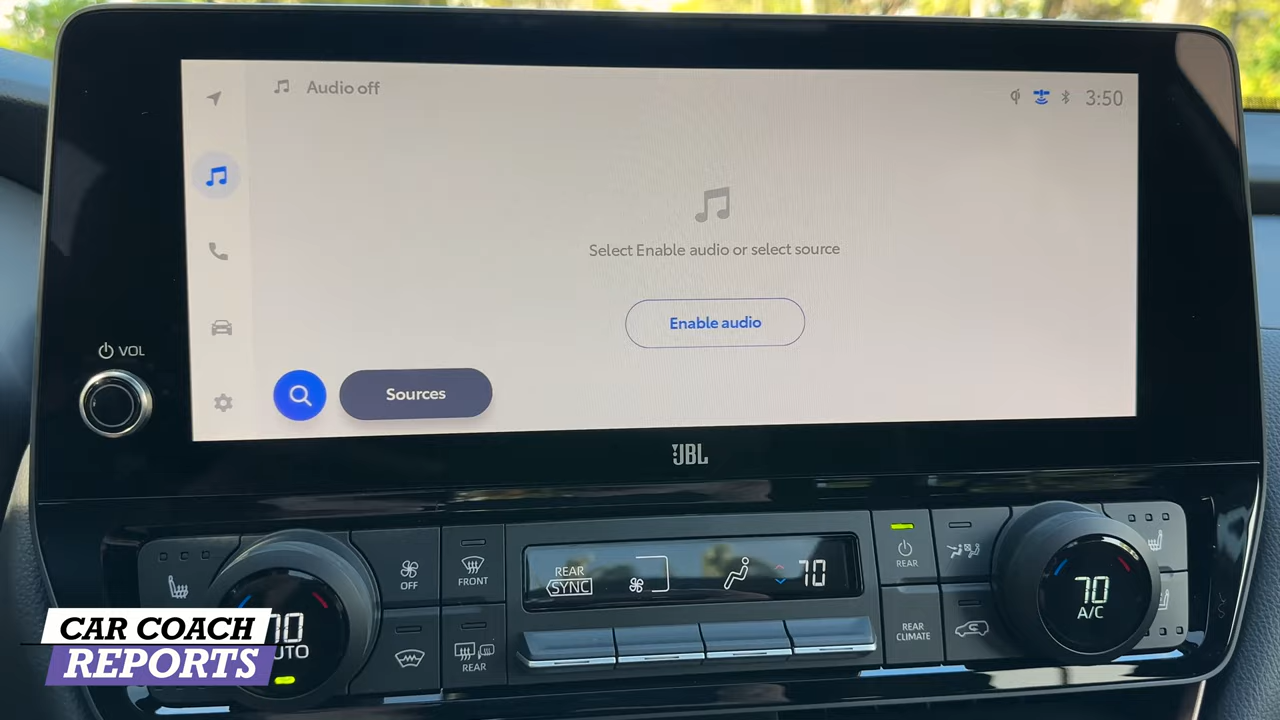 Audio off
3:50
Select Enable audio or select source
Enable audio
Sources
VOL
JBL
OFF
FRONT
REAR
SYNC
70
REAR
70
A/C
REAR
REAR
CLIMATE
AUTO
CAR COACH
REPORTS